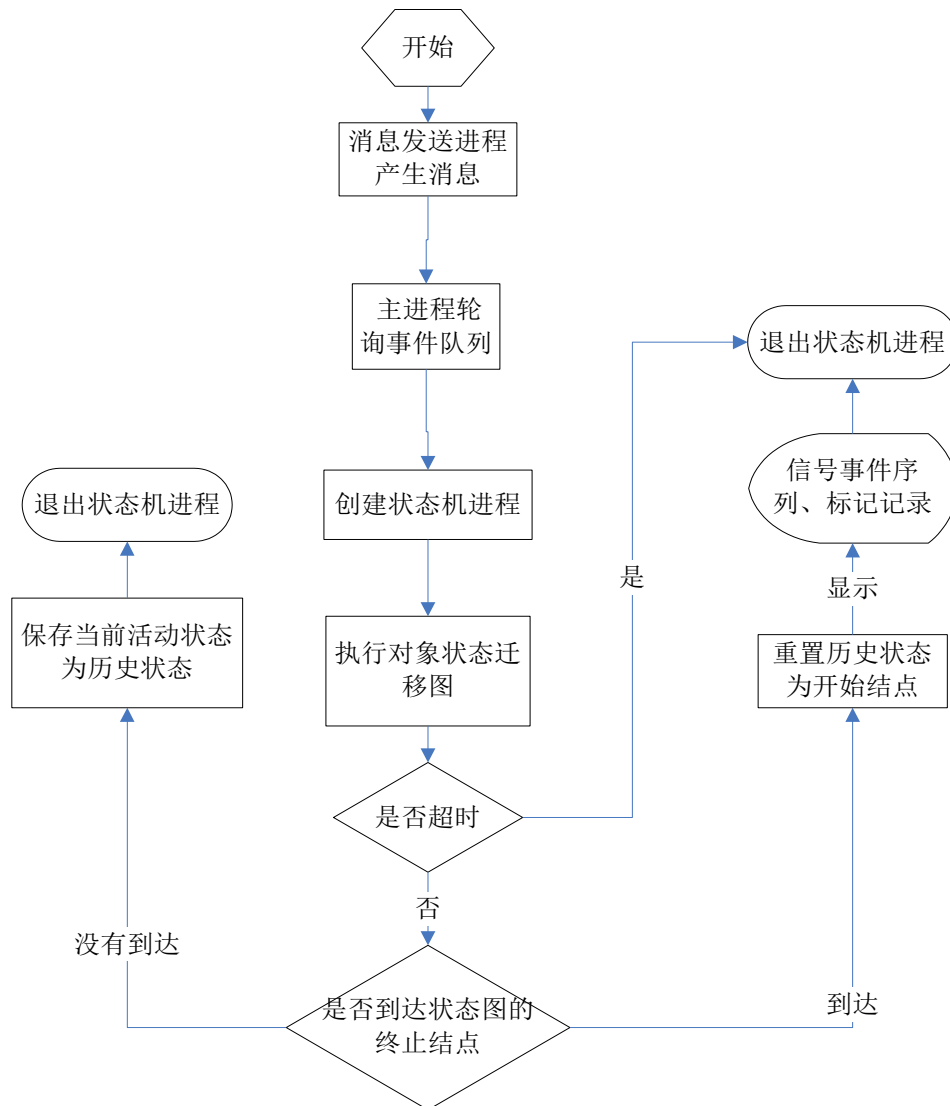 开始
消息发送进程
产生消息
主进程轮
询事件队列
退出状态机进程
信号事件序
列、标记记录
退出状态机进程
创建状态机进程
是
显示
保存当前活动状态
为历史状态
执行对象状态迁
移图
重置历史状态
为开始结点
是否超时
否
没有到达
是否到达状态图的
终止结点
到达